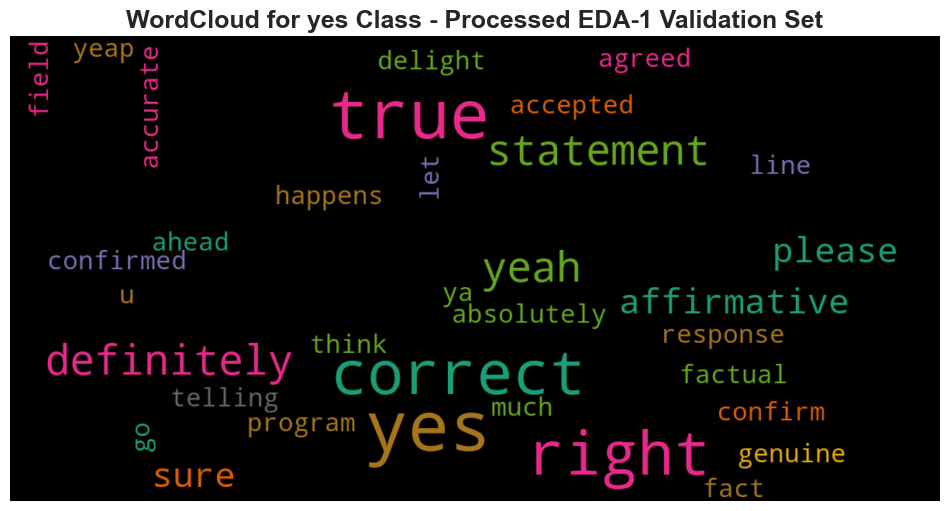 WordCloud for yes Class - Processed EDA-1 Validation Set
field
yeap
accurate
delight
agreed
true
accepted
statement
let
line
happens
ahead
confirmed
please
yeah
u
ya
affirmative
absolutely
response
think
definitely
correct
factual
telling
much
confirm
program
yes
go
right
genuine
sure
fact